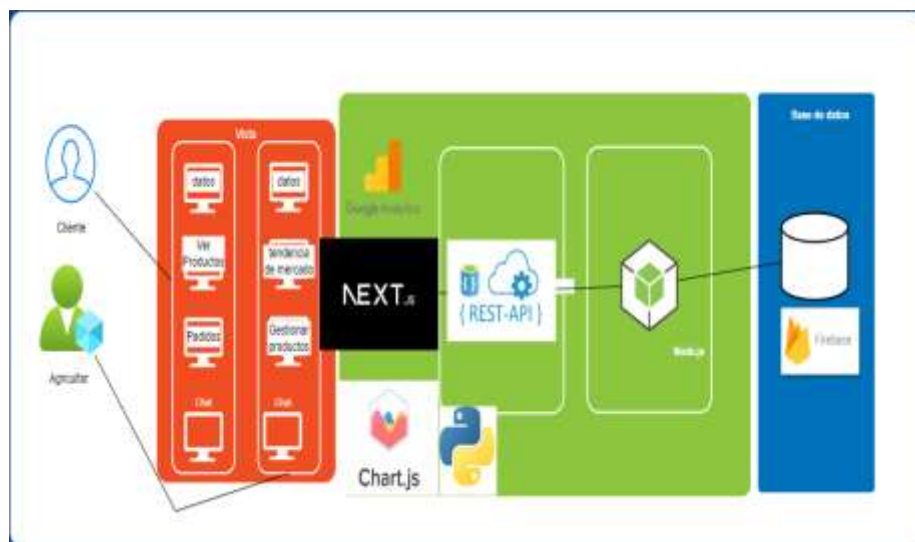 Vista
Base de datos
datos
datos
Google Analytics
Cliente
Ver
Productos
tendencia
de mercado
NEXT.JS
{ REST-API }
Pedidos
Gestionar
productos
Node.js
Firebase
Agricultor
Chat
Chat
Chart.js